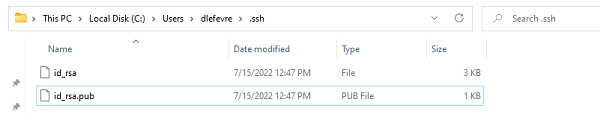 This PC > Local Disk (C:) > Users > dlefevre > .ssh
Search .ssh
Name Date modified Type Size
id_rsa 7/15/2022 12:47 PM File 3 KB
id_rsa.pub 7/15/2022 12:47 PM PUB File 1 KB